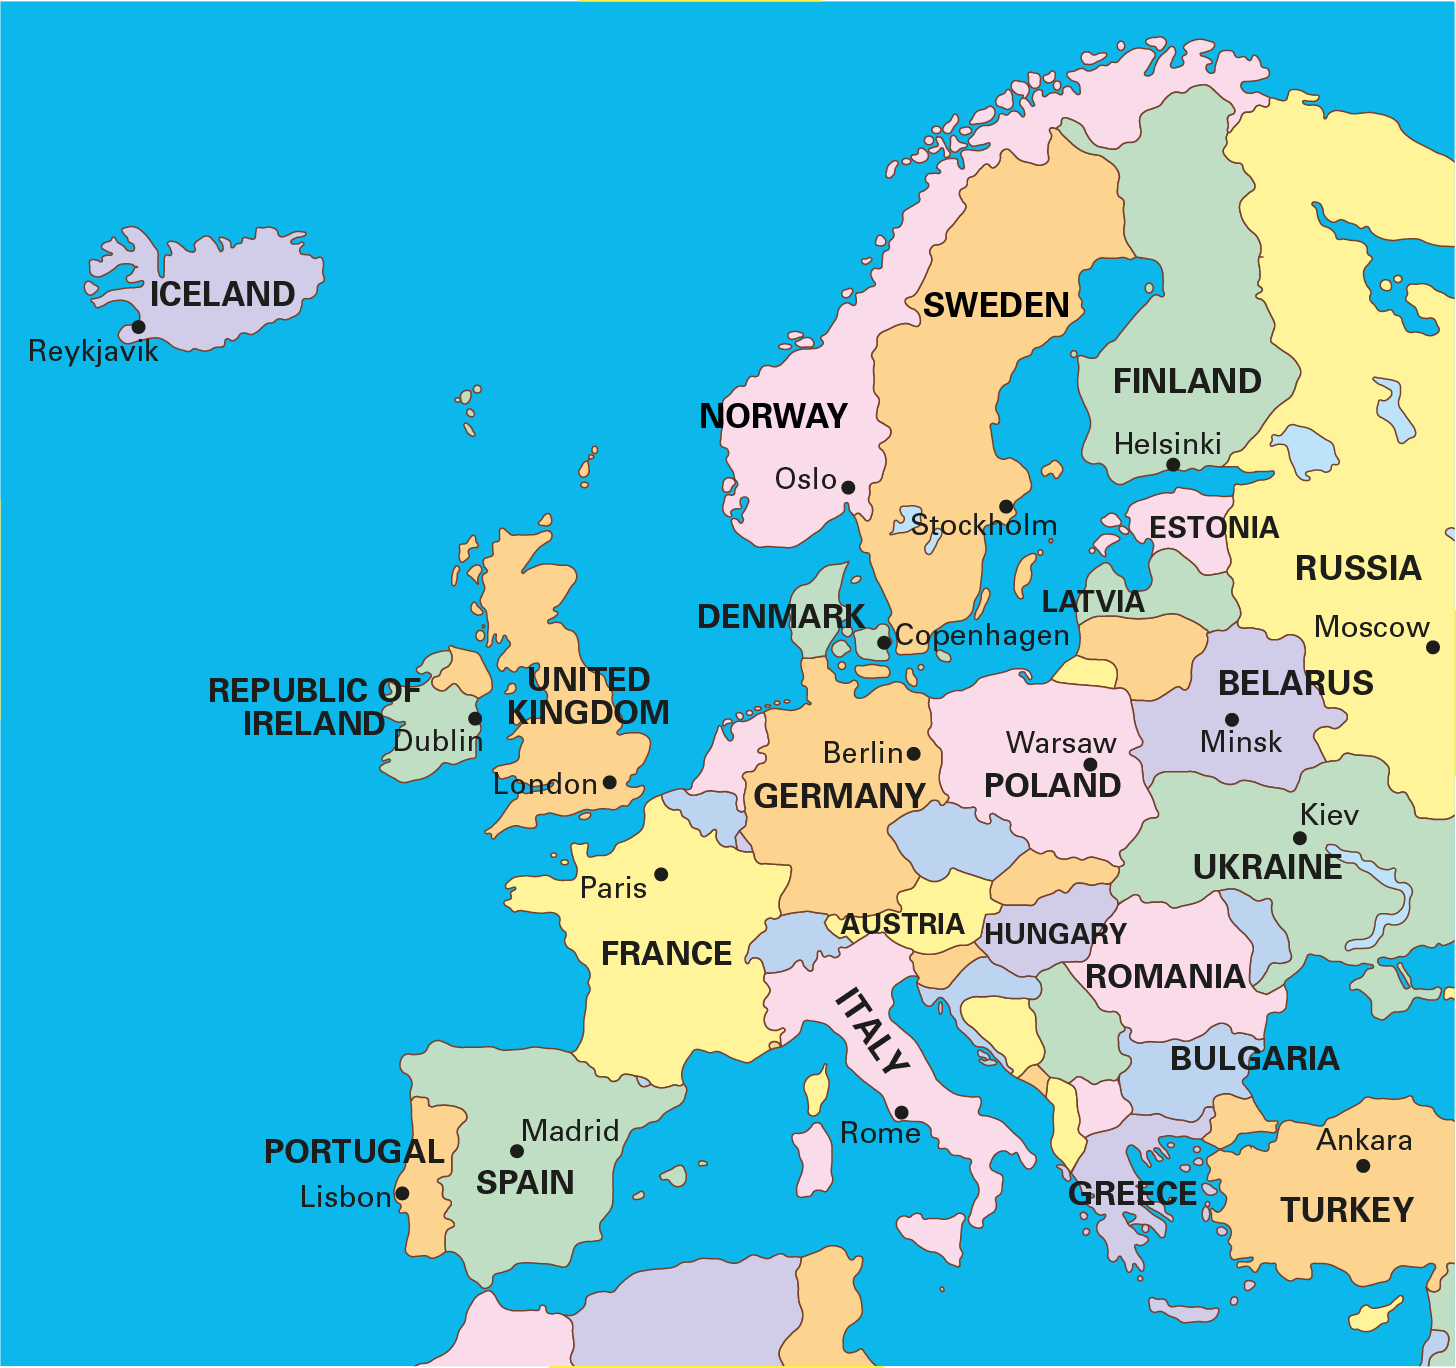 ICELAND
Reykjavik
SWEDEN
FINLAND
NORWAY
Helsinki
Oslo
Stockholm
ESTONIA
RUSSIA
LATVIA
DENMARK
Moscow
Copenhagen
UNITED
KINGDOM
REPUBLIC OF
IRELAND
Dublin
BELARUS
Minsk
Warsaw
POLAND
Berlin
GERMANY
London
Kiev
UKRAINE
Paris
AUSTRIA
HUNGARY
FRANCE
ROMANIA
ITALY
BULGARIA
Rome
Madrid
SPAIN
PORTUGAL
Lisbon
Ankara
GREECE
TURKEY